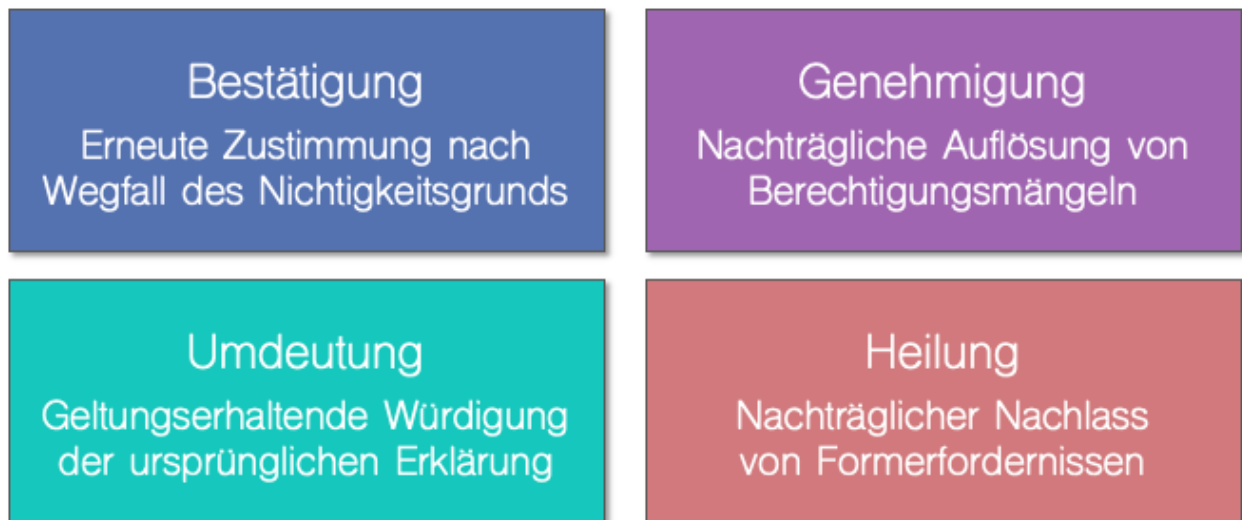 Bestätigung
Erneute Zustimmung nach
Wegfall des Nichtigkeitsgrunds
Genehmigung
Nachträgliche Auflösung von
Berechtigungsmängeln
Umdeutung
Geltungserhaltende Würdigung
der ursprünglichen Erklärung
Heilung
Nachträglicher Nachlass
von Formerfordernissen